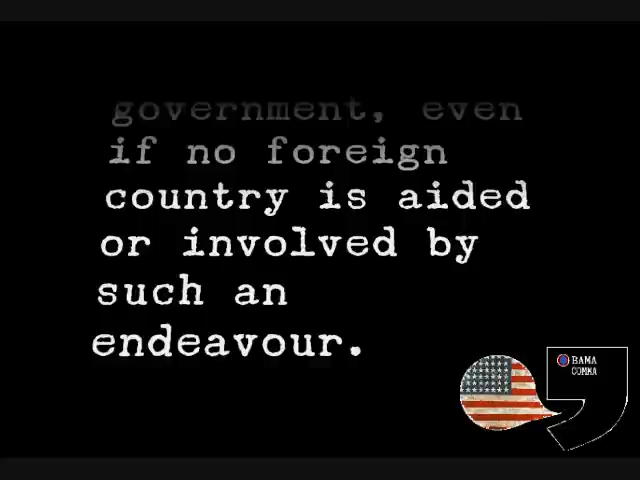 government, even
if no foreign
country is aided
or involved by
such an
endeavour.
BAMA
COMMA